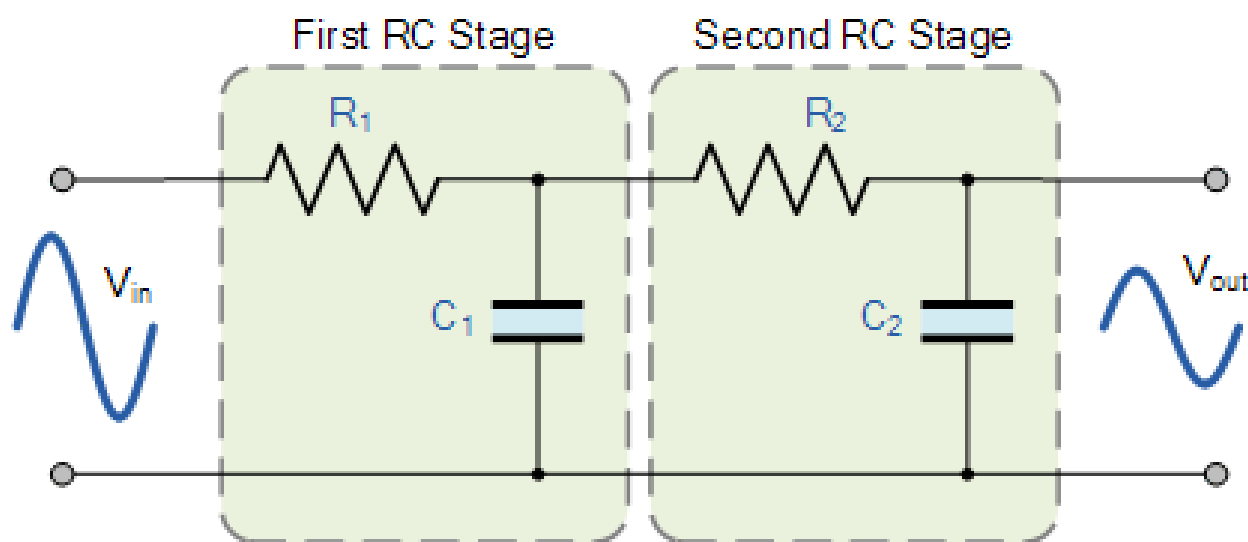 First RC Stage
Second RC Stage
R₁
R₂
Vin
C₁
C₂
Vout